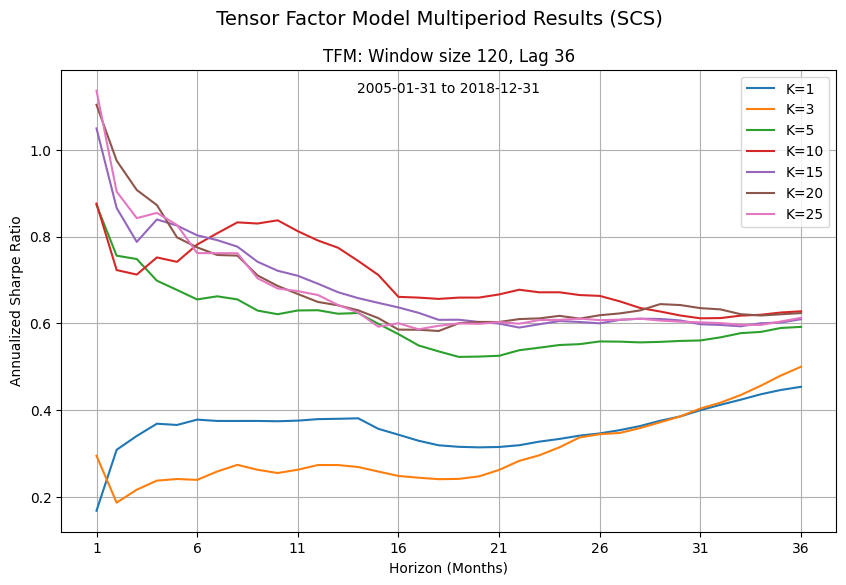 Tensor Factor Model Multiperiod Results (SCS)
TFM: Window size 120, Lag 36
2005-01-31 to 2018-12-31
K=1
K=3
K=5
K=10
K=15
K=20
K=25
Annualized Sharpe Ratio
1.0
0.8
0.6
0.4
0.2
1 6 11 16 21 26 31 36
Horizon (Months)